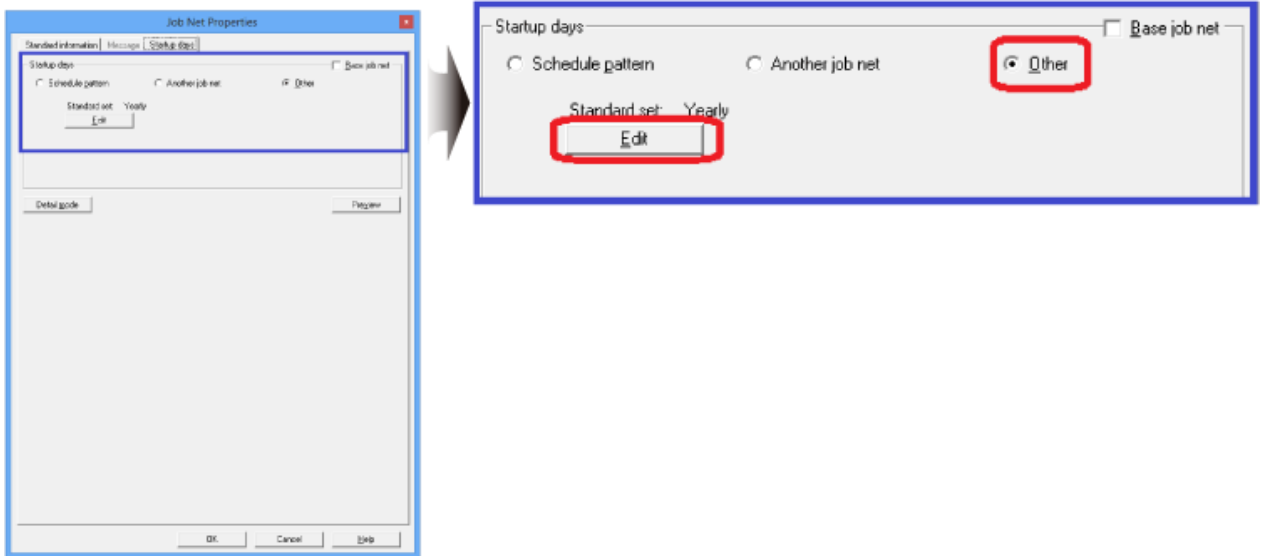 Job Net Properties
Standard information Message Startup days
Startup days Base job net
Schedule pattern Another job net Other
Standard set: Yearly
Edit
Detail mode Preview
OK Cancel Help
Startup days Base job net
Schedule pattern Another job net Other
Standard set: Yearly
Edit